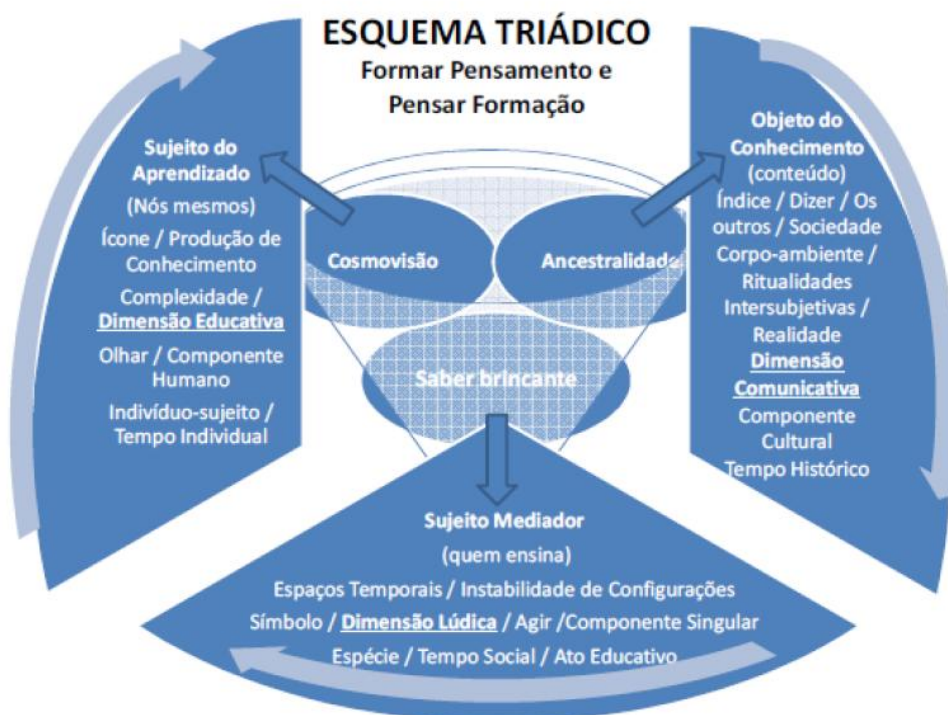 ESQUEMA TRIÁDICO
Formar Pensamento e
Pensar Formação
Sujeito do
Aprendizado
(Nós mesmos)
Ícone / Produção de
Conhecimento
Complexidade /
Dimensão Educativa
Olhar / Componente
Humano
Indivíduo-sujeito /
Tempo Individual
Cosmovisão
Ancestralidade
Saber brincante
Objeto do
Conhecimento
(conteúdo)
Índice / Dizer / Os
outros / Sociedade
Corpo-ambiente /
Ritualidades
Intersubjetivas /
Realidade
Dimensão
Comunicativa
Componente
Cultural
Tempo Histórico
Sujeito Mediador
(quem ensina)
Espaços Temporais / Instabilidade de Configurações
Símbolo / Dimensão Lúdica / Agir /Componente Singular
Espécie / Tempo Social / Ato Educativo